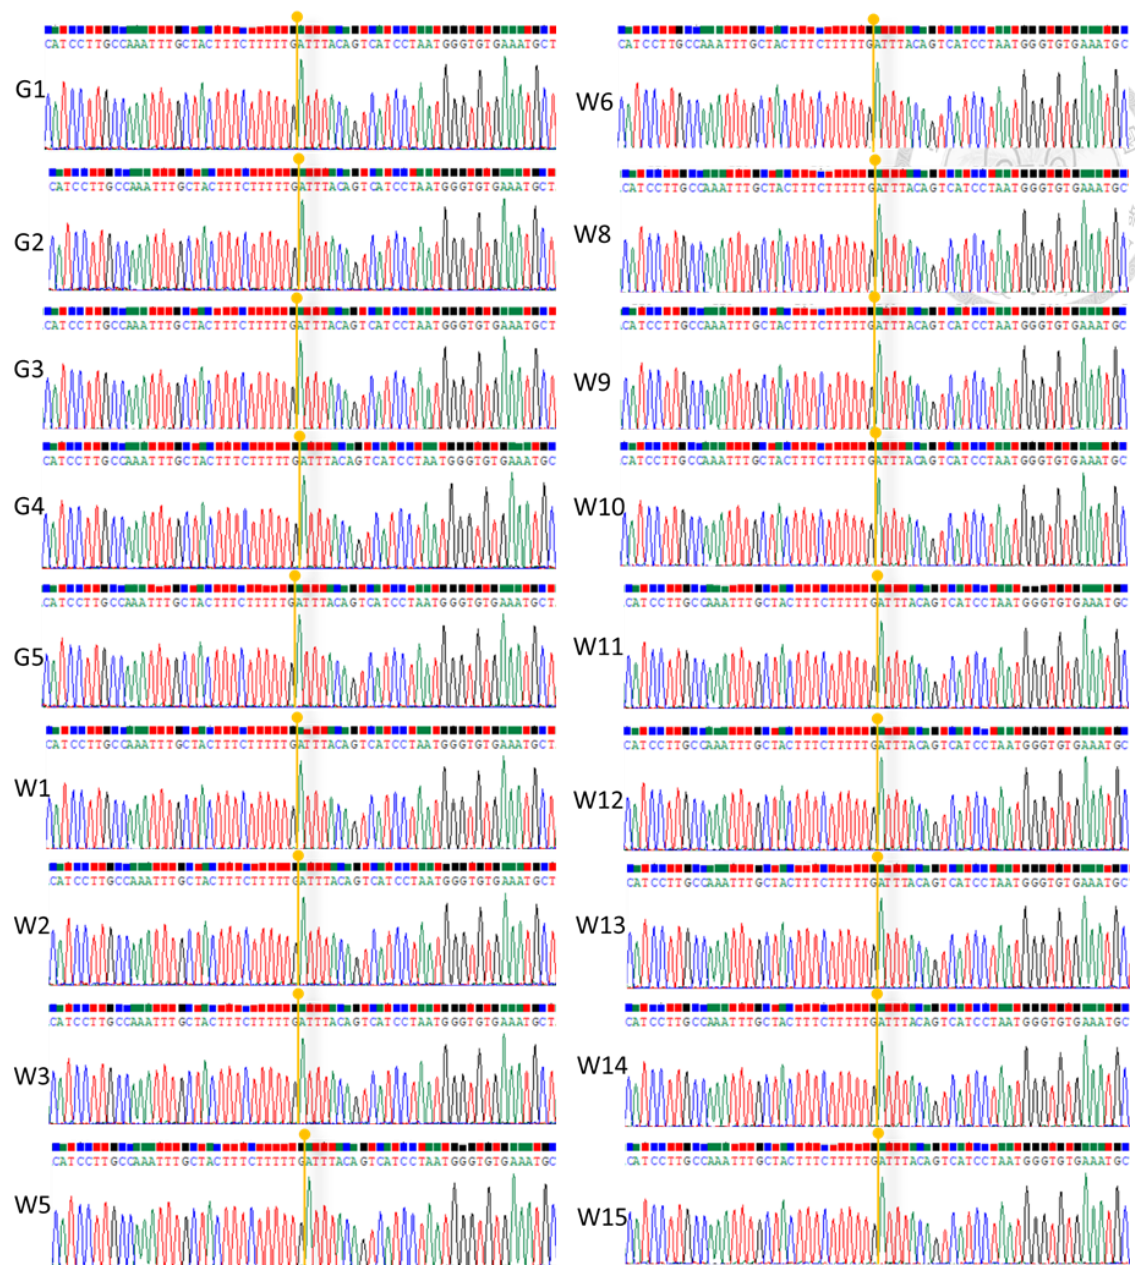 CATCCTTGCCAAATTTGCTACTTTCTTTTTGATTTACAGTCATCCTAATGGGTGTGAAATGCT
G1
CATCCTTGCCAAATTTGCTACTTTCTTTTTGATTTACAGTCATCCTAATGGGTGTGAAATGCT
G2
CATCCTTGCCAAATTTGCTACTTTCTTTTTGATTTACAGTCATCCTAATGGGTGTGAAATGCT
G3
CATCCTTGCCAAATTTGCTACTTTCTTTTTGATTTACAGTCATCCTAATGGGTGTGAAATGC
G4
CATCCTTGCCAAATTTGCTACTTTCTTTTTGATTTACAGTCATCCTAATGGGTGTGAAATGCT
G5
CATCCTTGCCAAATTTGCTACTTTCTTTTTGATTTACAGTCATCCTAATGGGTGTGAAATGCT
W1
CATCCTTGCCAAATTTGCTACTTTCTTTTTGATTTACAGTCATCCTAATGGGTGTGAAATGCT
W2
CATCCTTGCCAAATTTGCTACTTTCTTTTTGATTTACAGTCATCCTAATGGGTGTGAAATGCT
W3
CATCCTTGCCAAATTTGCTACTTTCTTTTTGATTTACAGTCATCCTAATGGGTGTGAAATGC
W5
CATCCTTGCCAAATTTGCTACTTTCTTTTTGATTTACAGTCATCCTAATGGGTGTGAAATGC
W6
CATCCTTGCCAAATTTGCTACTTTCTTTTTGATTTACAGTCATCCTAATGGGTGTGAAATGC
W8
CATCCTTGCCAAATTTGCTACTTTCTTTTTGATTTACAGTCATCCTAATGGGTGTGAAATGC
W9
CATCCTTGCCAAATTTGCTACTTTCTTTTTGATTTACAGTCATCCTAATGGGTGTGAAATGC
W10
CATCCTTGCCAAATTTGCTACTTTCTTTTTGATTTACAGTCATCCTAATGGGTGTGAAATGC
W11
CATCCTTGCCAAATTTGCTACTTTCTTTTTGATTTACAGTCATCCTAATGGGTGTGAAATGC
W12
CATCCTTGCCAAATTTGCTACTTTCTTTTTGATTTACAGTCATCCTAATGGGTGTGAAATGC
W13
CATCCTTGCCAAATTTGCTACTTTCTTTTTGATTTACAGTCATCCTAATGGGTGTGAAATGC
W14
CATCCTTGCCAAATTTGCTACTTTCTTTTTGATTTACAGTCATCCTAATGGGTGTGAAATGC
W15